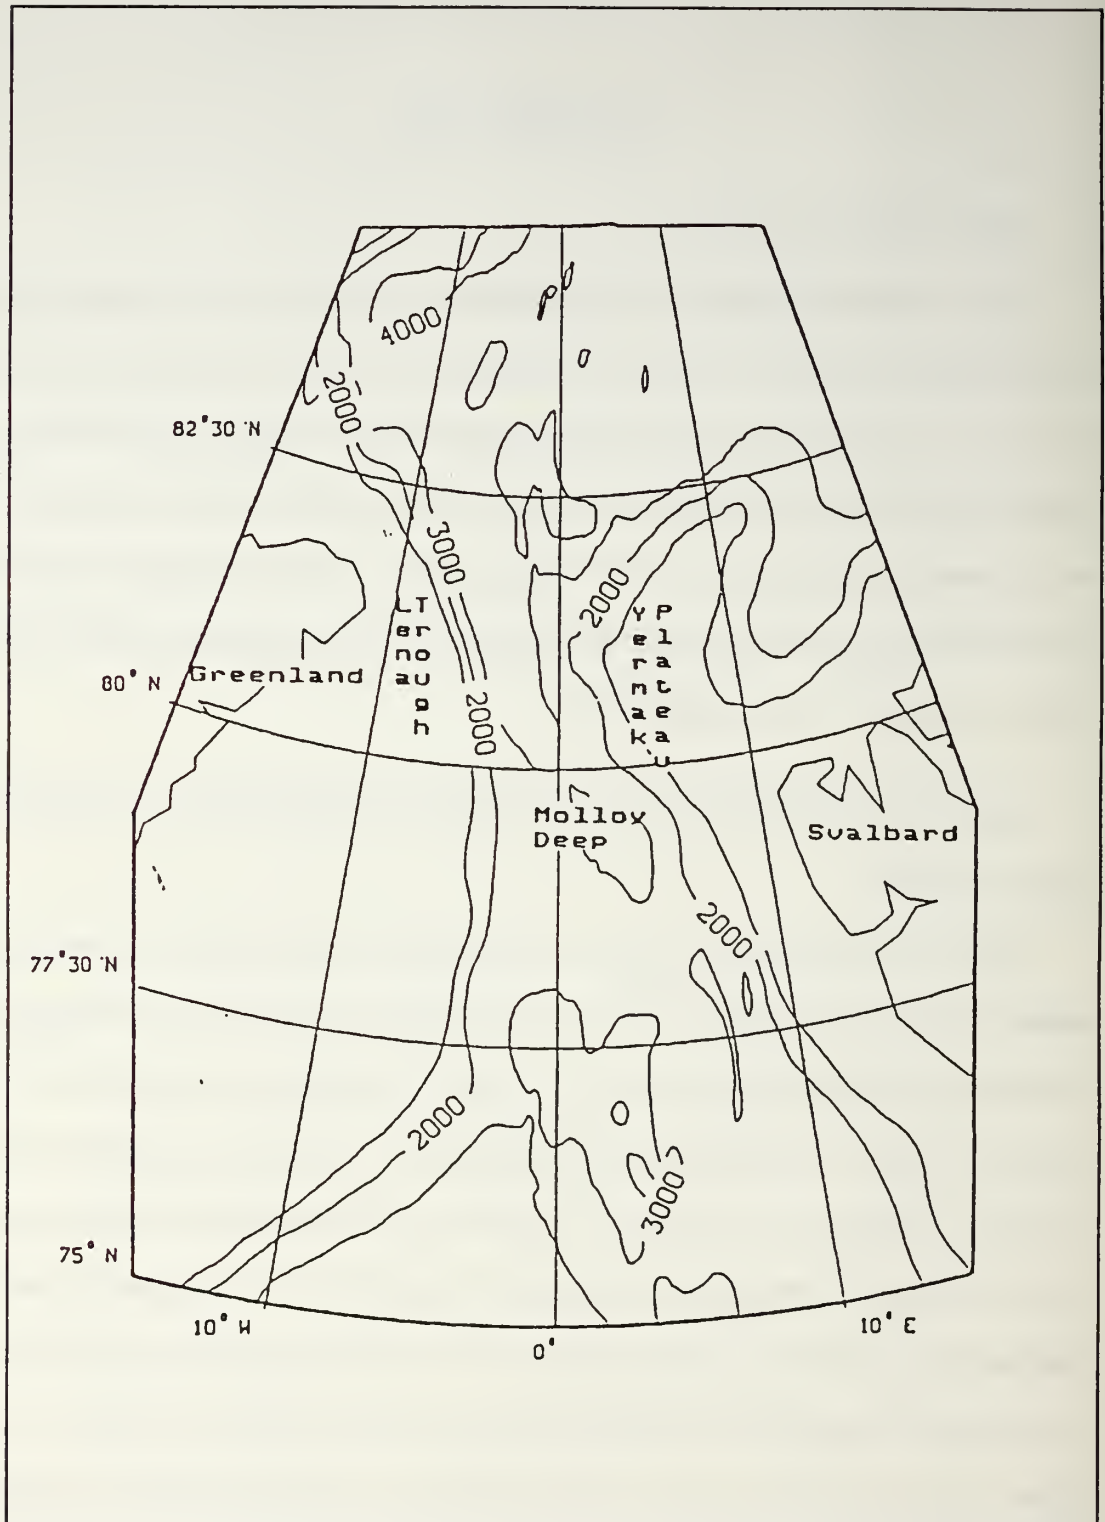 4000
2000
82°30'N
3000
2000
Lena
Trough
Yermak
Plateau
Greenland
80° N
2000
Molloy
Deep
Svalbard
2000
77°30'N
2000
3000
75° N
10° W
10° E
0°